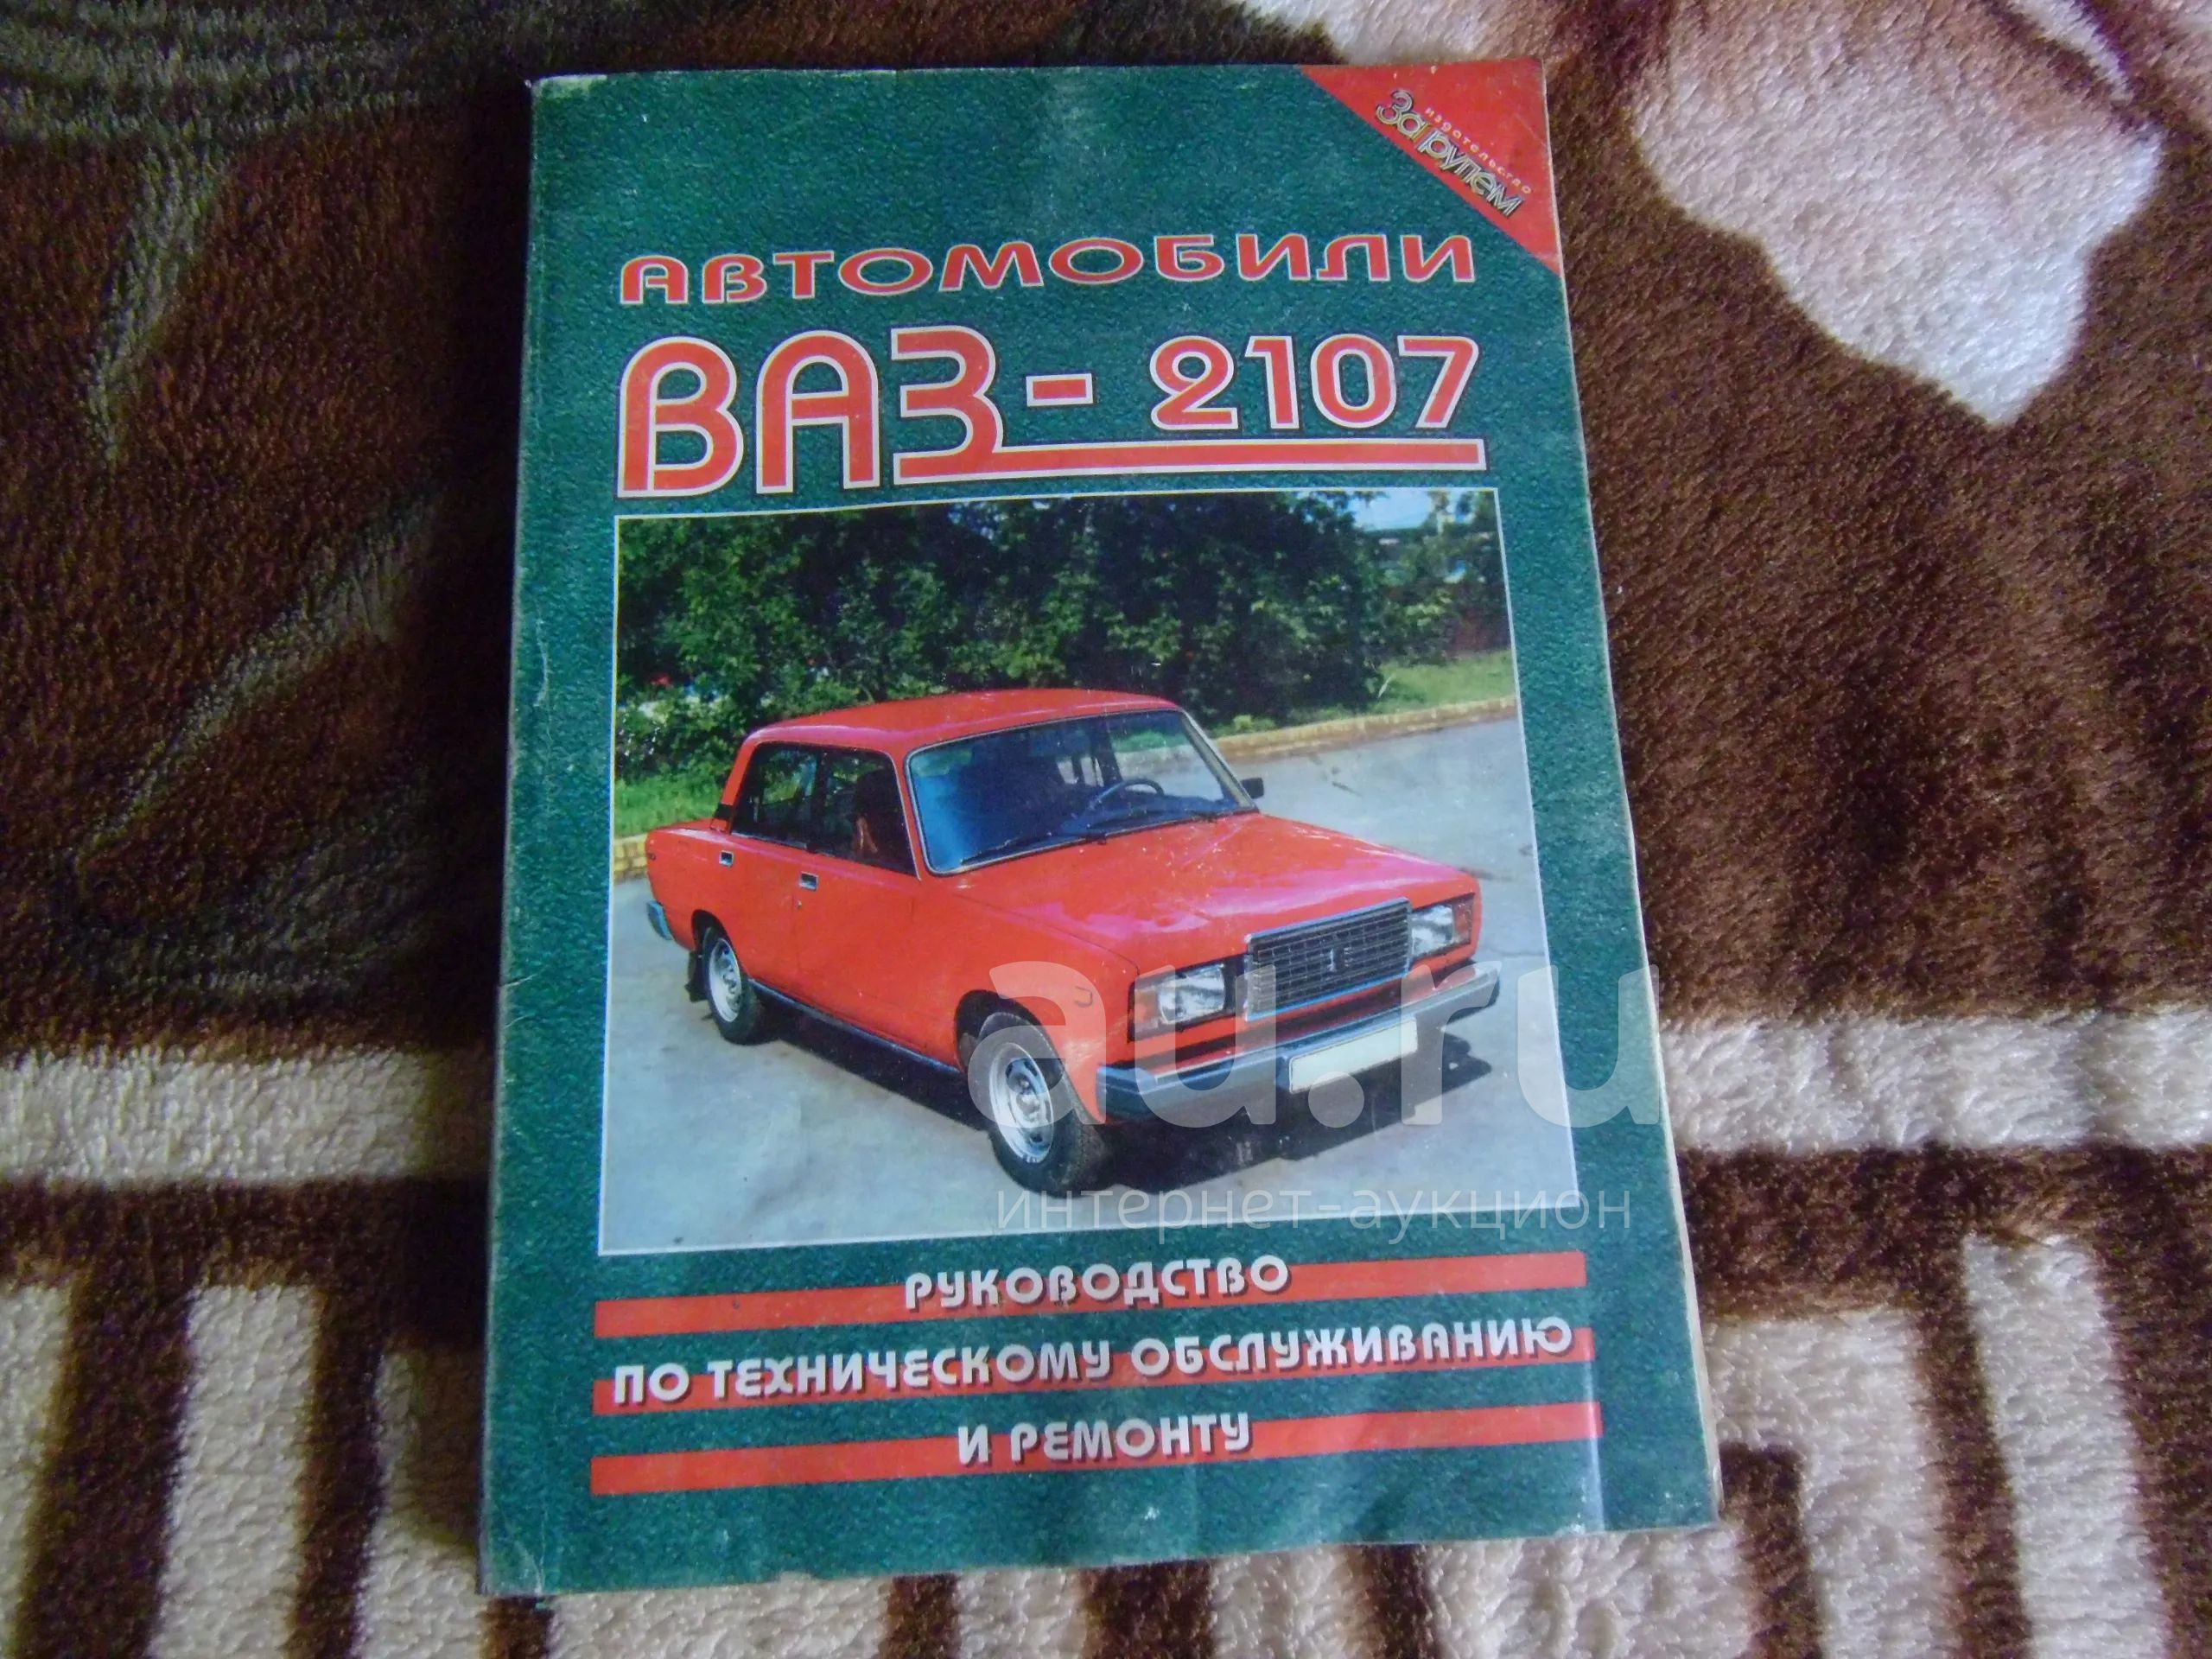 издательство
За рулем
АВТОМОБИЛИ
ВАЗ-2107
au.ru
интернет-аукцион
РУКОВОДСТВО
ПО ТЕХНИЧЕСКОМУ ОБСЛУЖИВАНИЮ
И РЕМОНТУ